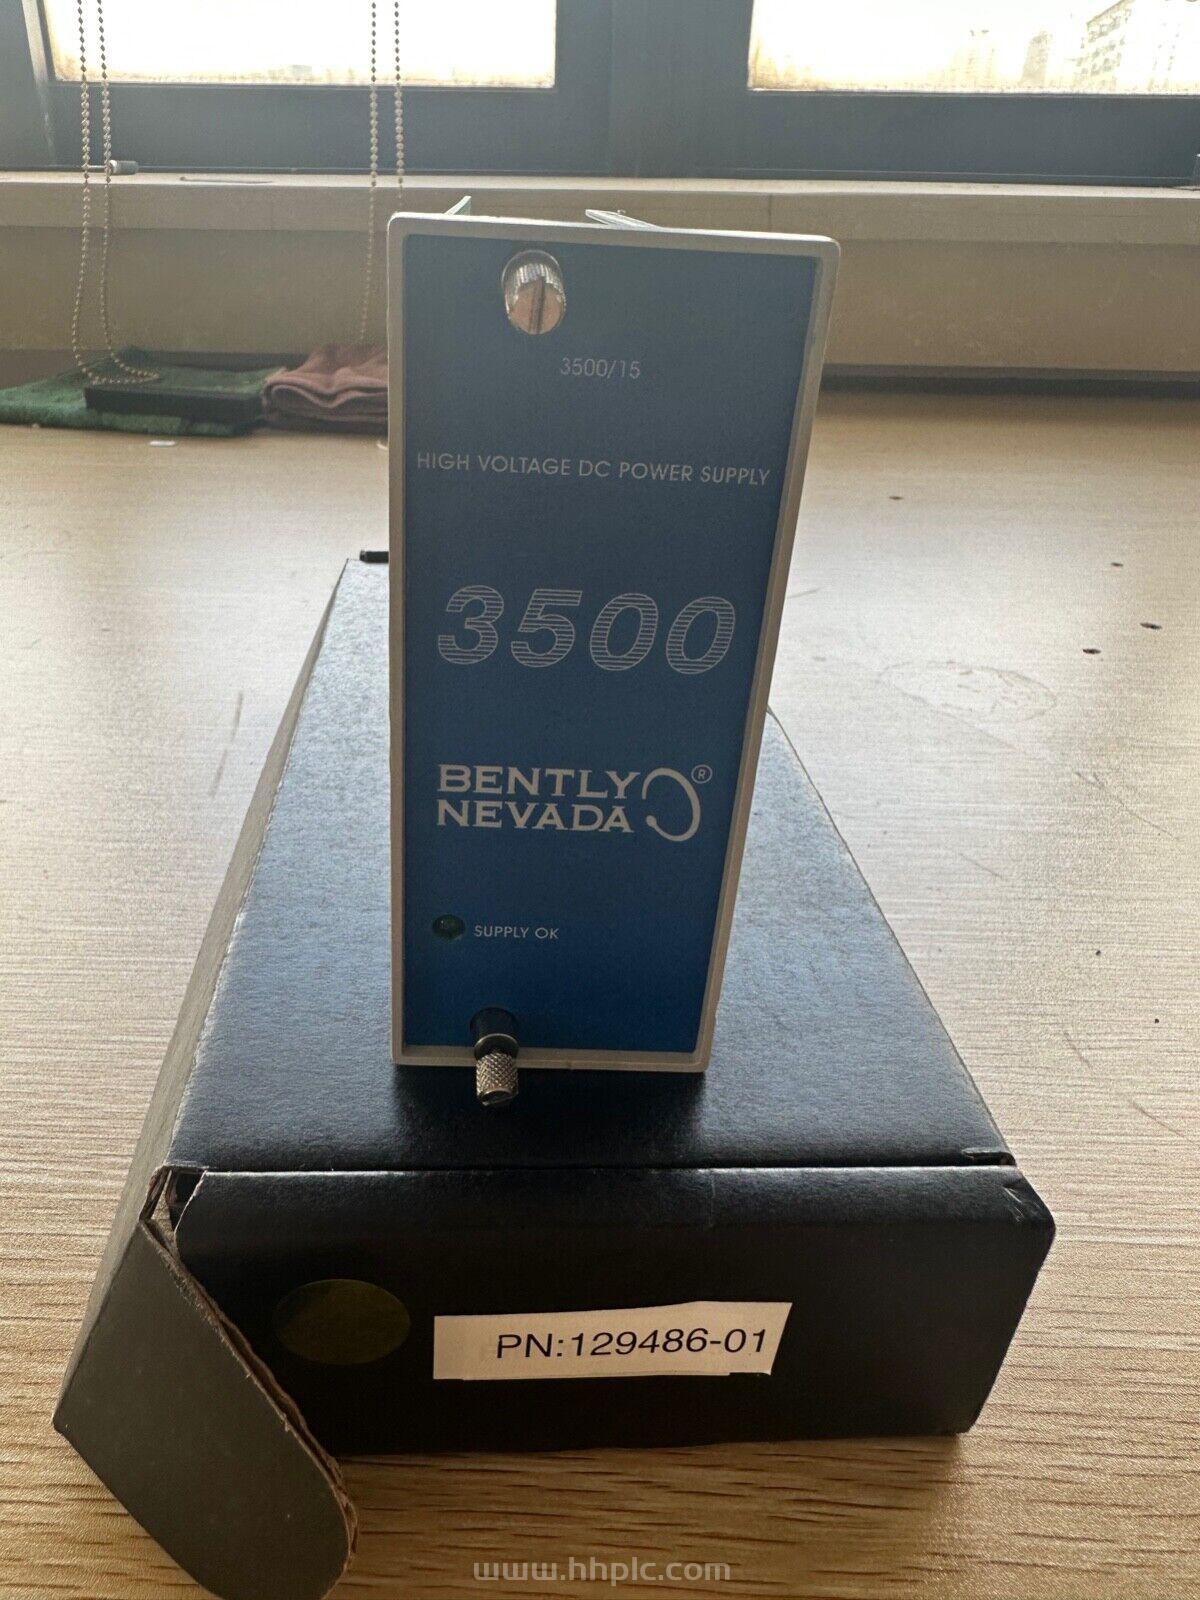 3500/15
HIGH VOLTAGE DC POWER SUPPLY
3500
BENTLY
NEVADA ®
SUPPLY OK
PN:129486-01
www.hhplc.com